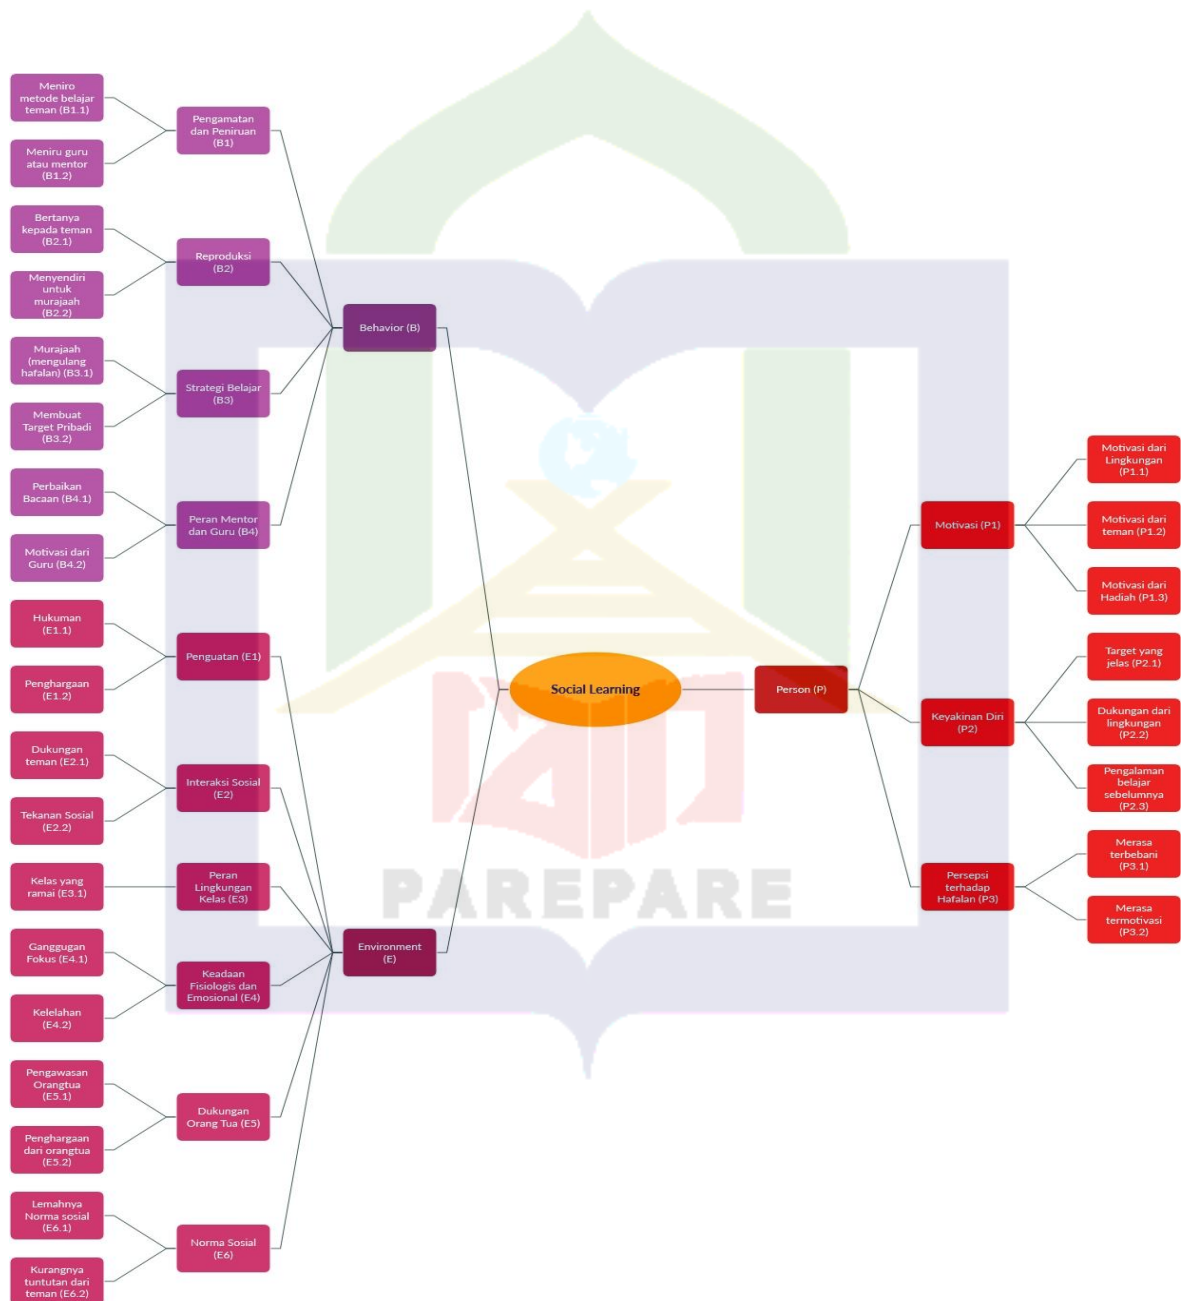 Meniro
metode belajar
teman (B1.1)
Meniru guru
atau mentor
(B1.2)
Pengamatan
dan Peniruan
(B1)
Bertanya
kepada teman
(B2.1)
Menyendiri
untuk
murajaah
(B2.2)
Reproduksi
(B2)
Murajaah
(mengulang
hafalan) (B3.1)
Membuat
Target Pribadi
(B3.2)
Strategi Belajar
(B3)
Perbaikan
Bacaan (B4.1)
Motivasi dari
Guru (B4.2)
Peran Mentor
dan Guru (B4)
Behavior (B)
Hukuman
(E1.1)
Penghargaan
(E1.2)
Penguatan (E1)
Dukungan
teman (E2.1)
Tekanan Sosial
(E2.2)
Interaksi Sosial
(E2)
Kelas yang
ramai (E3.1)
Peran
Lingkungan
Kelas (E3)
Ganggugan
Fokus (E4.1)
Kelelahan
(E4.2)
Keadaan
Fisiologis dan
Emosional (E4)
Pengawasan
Orangtua
(E5.1)
Penghargaan
dari orangtua
(E5.2)
Dukungan
Orang Tua (E5)
Lemahnya
Norma sosial
(E6.1)
Kurangnya
tuntutan dari
teman (E6.2)
Norma Sosial
(E6)
Environment
(E)
Social Learning
Person (P)
Motivasi (P1)
Motivasi dari
Lingkungan
(P1.1)
Motivasi dari
teman (P1.2)
Motivasi dari
Hadiah (P1.3)
Keyakinan Diri
(P2)
Target yang
jelas (P2.1)
Dukungan dari
lingkungan
(P2.2)
Pengalaman
belajar
sebelumnya
(P2.3)
Persepsi
terhadap
Hafalan (P3)
Merasa
terbebani
(P3.1)
Merasa
termotivasi
(P3.2)
PAREPARE